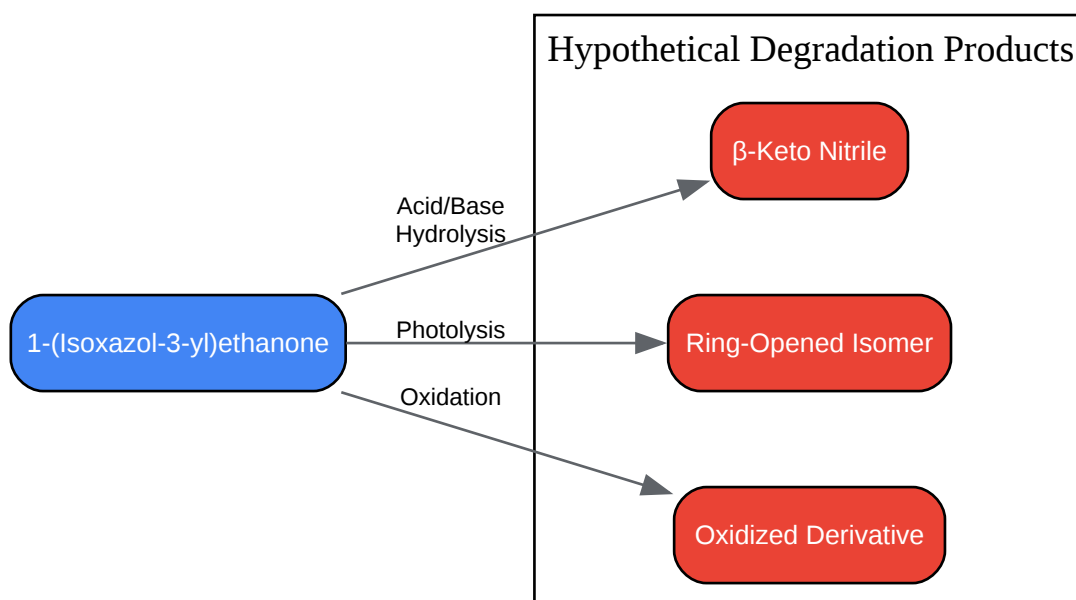 Hypothetical Degradation Products
β-Keto Nitrile
Acid/Base
Hydrolysis
1-(Isoxazol-3-yl)ethanone
Photolysis
Ring-Opened Isomer
Oxidation
Oxidized Derivative